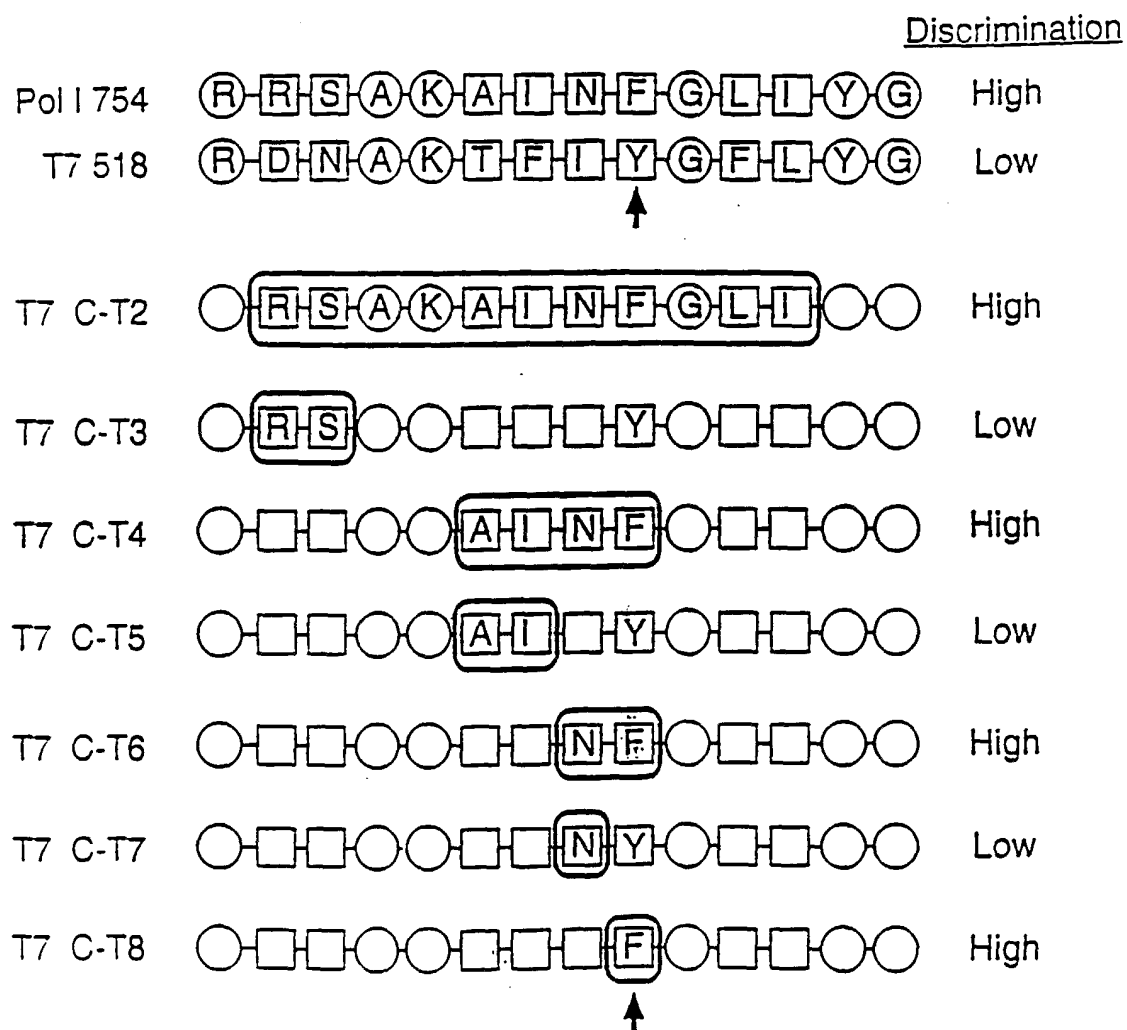 Discrimination
Pol I 754 R R S A K A I N F G L I Y G High
T7 518 R D N A K T F I Y G F L Y G Low
T7 C-T2 R S A K A I N F G L I High
T7 C-T3 R S Y Low
T7 C-T4 A I N F High
T7 C-T5 A I Y Low
T7 C-T6 N F High
T7 C-T7 N Y Low
T7 C-T8 F High